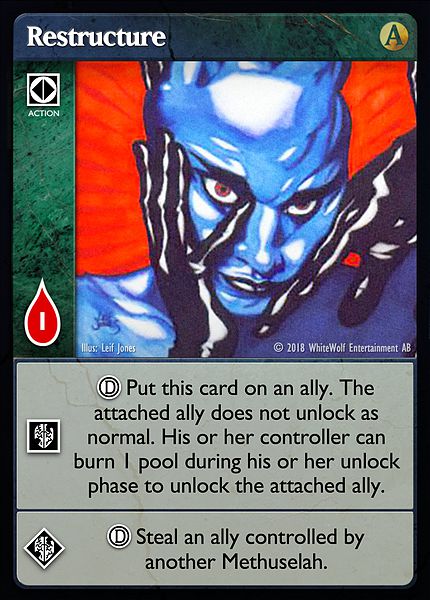 Restructure
A
ACTION
1
Illus: Leif Jones
© 2018 WhiteWolf Entertainment AB
D Put this card on an ally. The
attached ally does not unlock as
normal. His or her controller can
burn 1 pool during his or her unlock
phase to unlock the attached ally.
D Steal an ally controlled by
another Methuselah.